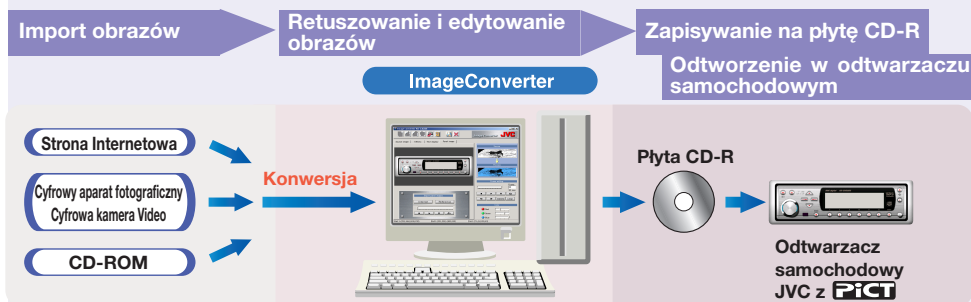 Import obrazów
Retuszowanie i edytowanie
obrazów
Zapisywanie na płytę CD-R
Odtworzenie w odtwarzaczu
samochodowym
ImageConverter
Strona Internetowa
Cyfrowy aparat fotograficzny
Cyfrowa kamera Video
CD-ROM
Konwersja
JVC
Płyta CD-R
Odtwarzacz
samochodowy
JVC z PiCT